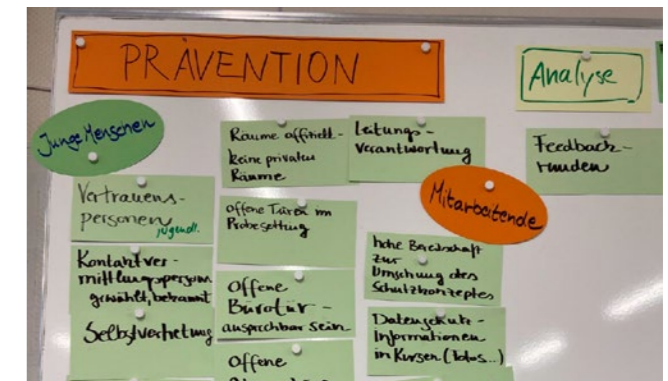 PRÄVENTION
Analyse
Junge Menschen
Vertrauens-
personen
jugendl.
Kontaktver-
mittlungsperson
gewählt, bekannt
Selbstvertretung
Räume offiziell -
keine privaten
Räume
offene Türen im
Probesetting
Offene
Bürotür -
ansprechbar sein
Offene
Leitungs-
verantwortung
Mitarbeitende
hohe Bereitschaft
zur
Umsetzung des
Schutzkonzeptes
Datenschutz -
Informationen
in Kursen (Fotos...)
Feedback-
runden